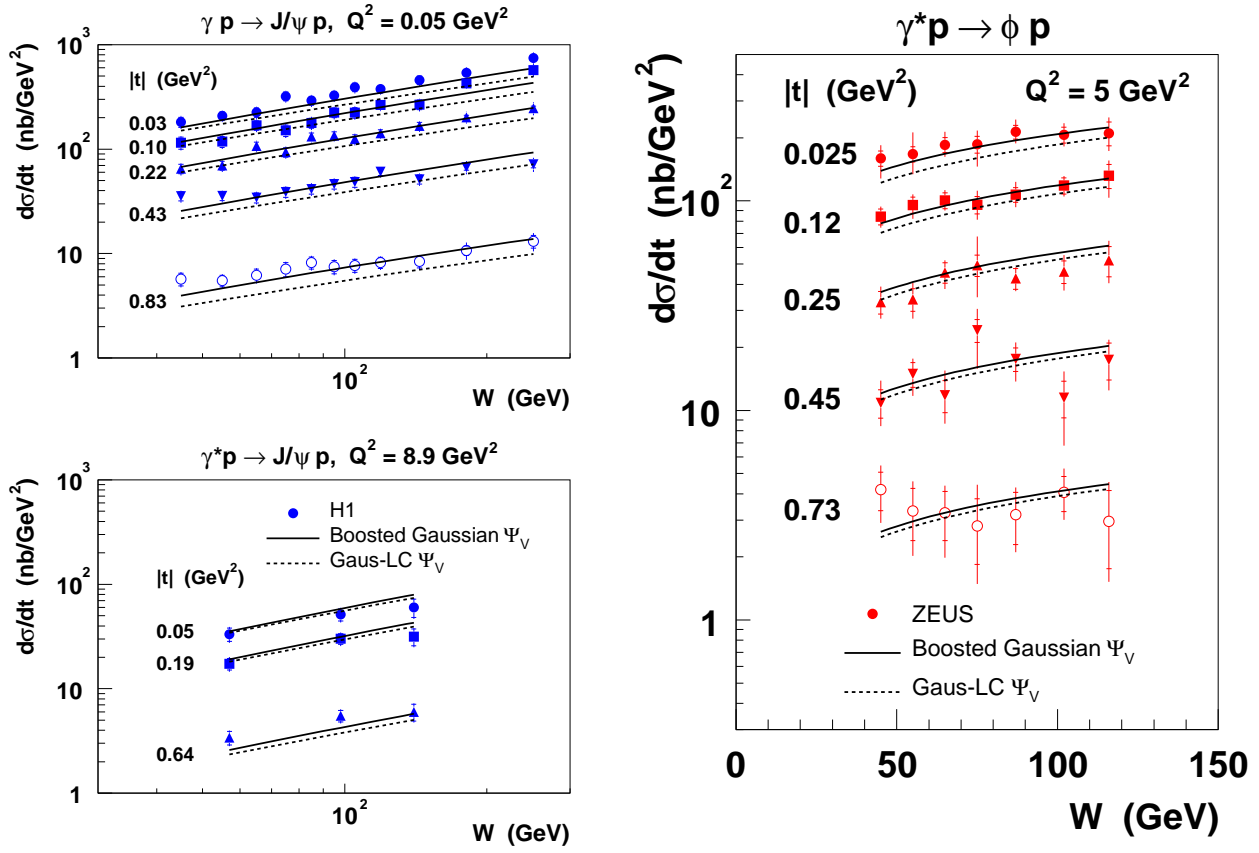 γ p → J/ψ p, Q² = 0.05 GeV²
dσ/dt (nb/GeV²)
10³
10²
10
1
|t| (GeV²)
0.03
0.10
0.22
0.43
0.83
10²
W (GeV)
γ*p → J/ψ p, Q² = 8.9 GeV²
dσ/dt (nb/GeV²)
10³
10²
10
1
H1
Boosted Gaussian Ψ_V
Gaus-LC Ψ_V
|t| (GeV²)
0.05
0.19
0.64
10²
W (GeV)
γ*p → ϕ p
dσ/dt (nb/GeV²)
|t| (GeV²) Q² = 5 GeV²
10²
10
1
0.025
0.12
0.25
0.45
0.73
ZEUS
Boosted Gaussian Ψ_V
Gaus-LC Ψ_V
0 50 100 150
W (GeV)